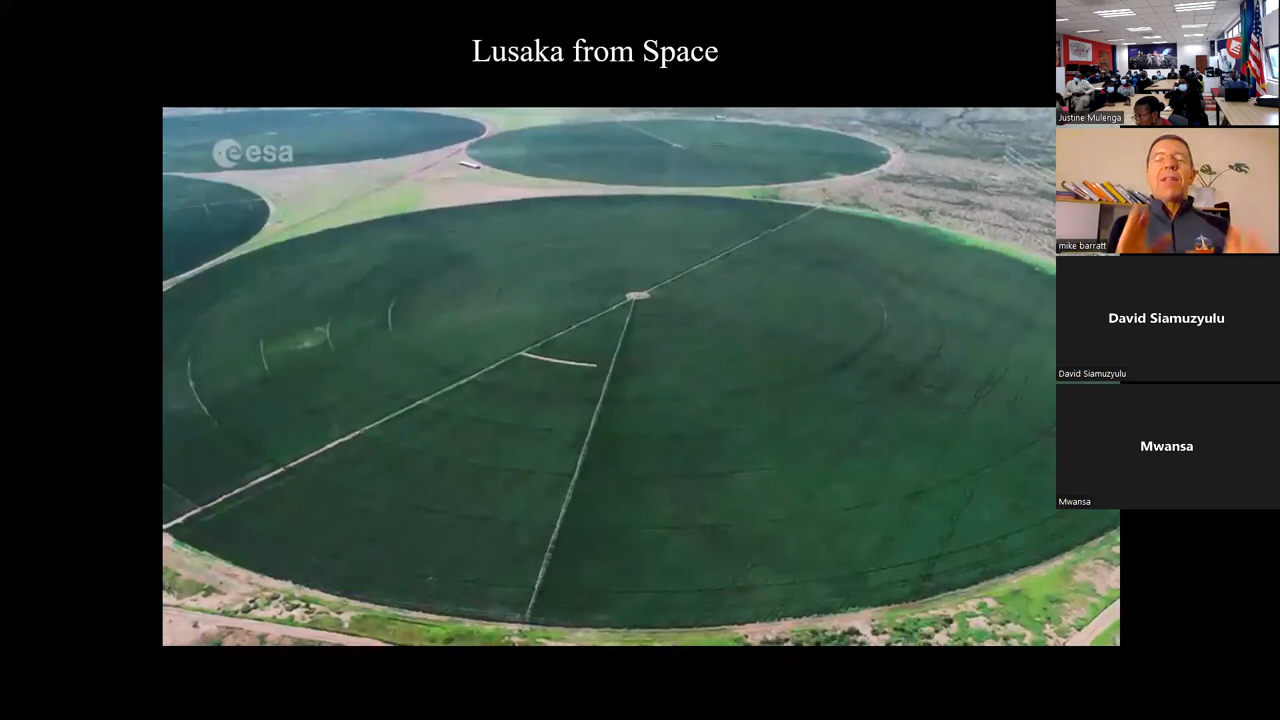 Lusaka from Space
esa
Justine Mulenga
mike barratt
David Siamuzyulu
David Siamuzyulu
Mwansa
Mwansa